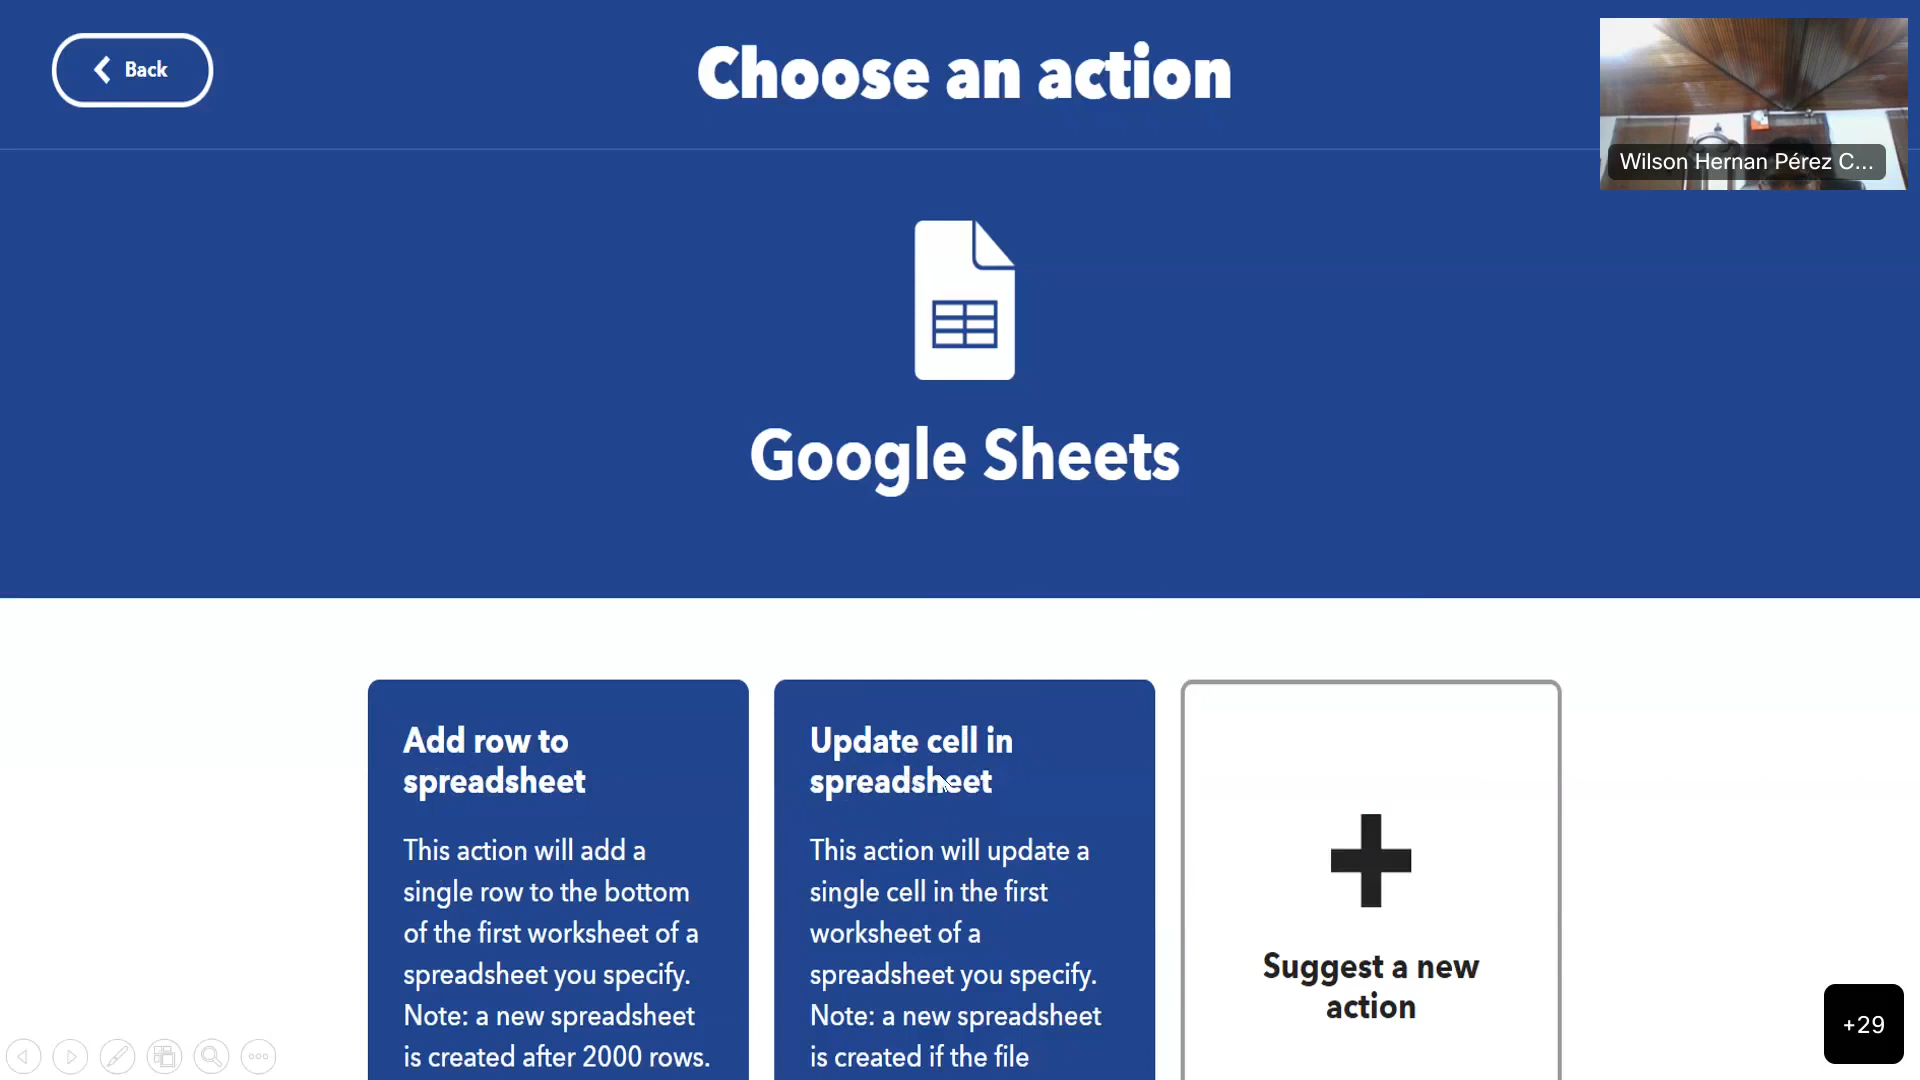 Back
Choose an action
Wilson Hernan Pérez C...
Google Sheets
Add row to
spreadsheet
This action will add a
single row to the bottom
of the first worksheet of a
spreadsheet you specify.
Note: a new spreadsheet
is created after 2000 rows.
Update cell in
spreadsheet
This action will update a
single cell in the first
worksheet of a
spreadsheet you specify.
Note: a new spreadsheet
is created if the file
Suggest a new
action
+29